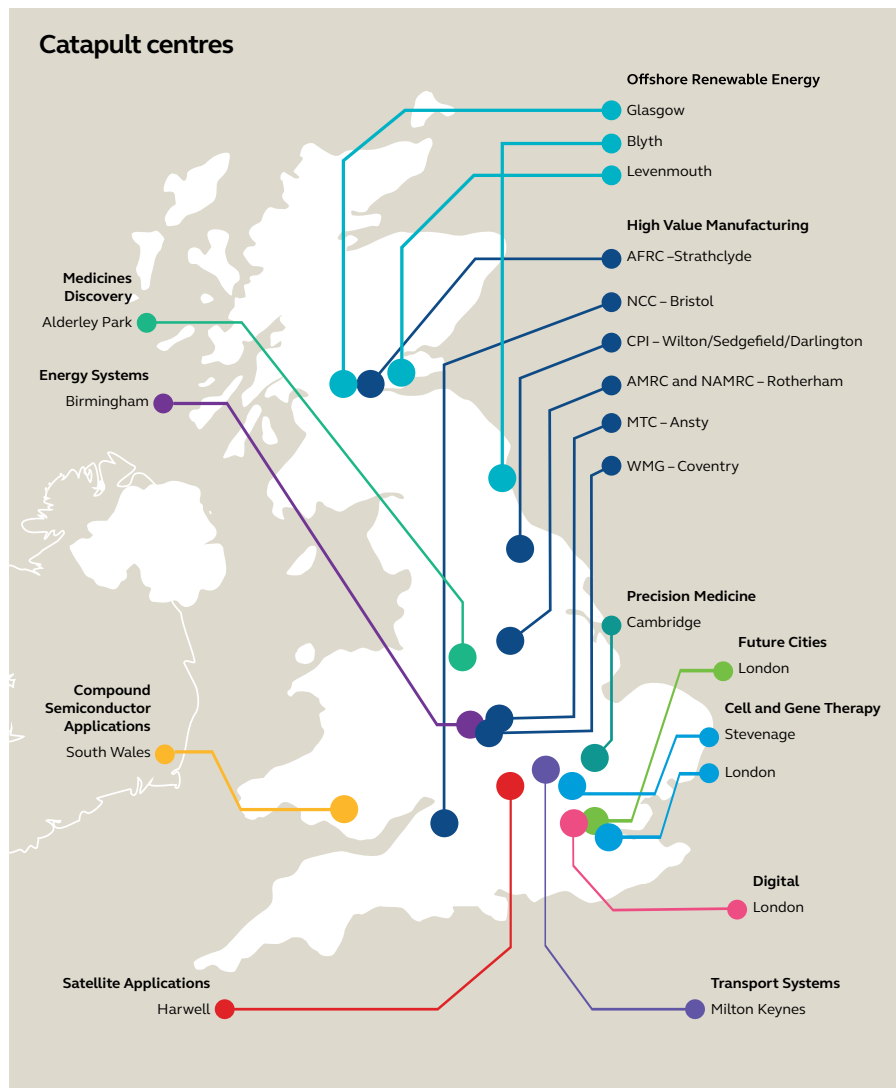 Catapult centres
Offshore Renewable Energy
Glasgow
Blyth
Levenmouth
High Value Manufacturing
AFRC – Strathclyde
NCC – Bristol
CPI – Wilton/Sedgefield/Darlington
AMRC and NAMRC – Rotherham
MTC – Ansty
WMG – Coventry
Medicines
Discovery
Alderley Park
Energy Systems
Birmingham
Precision Medicine
Cambridge
Future Cities
London
Cell and Gene Therapy
Stevenage
London
Compound
Semiconductor
Applications
South Wales
Digital
London
Satellite Applications
Harwell
Transport Systems
Milton Keynes